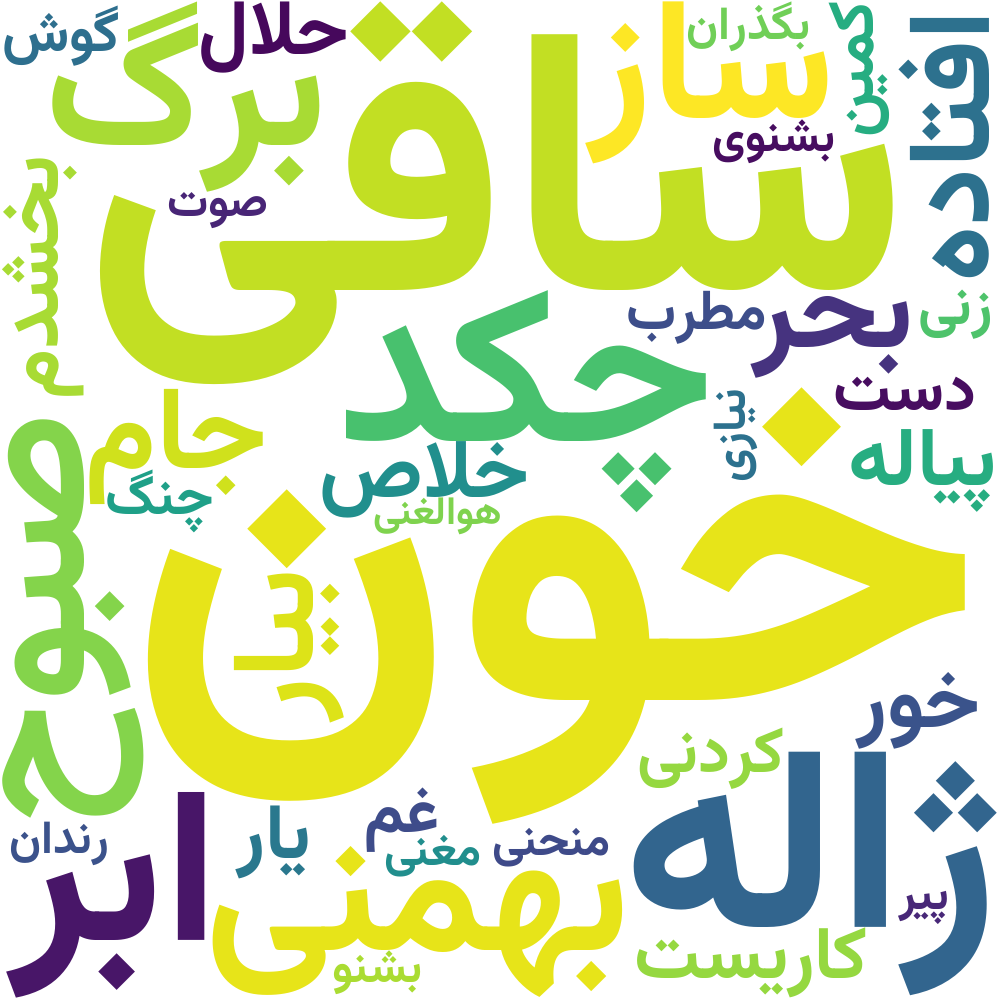 گوش
حلال
برگ
ساز
بگذران
کمین
افتاده
بشنوی
ساقی
صوت
بخشدم
زنی
بحر
مطرب
چکد
دست
نیازی
پیاله
جام
خلاص
چنگ
هوالغنی
صبوح
خون
بیار
خور
کردنی
ژاله
غم
یار
رندان
مغنی
منحنی
ابر
بهمنی
پیر
کاریست
بشنو